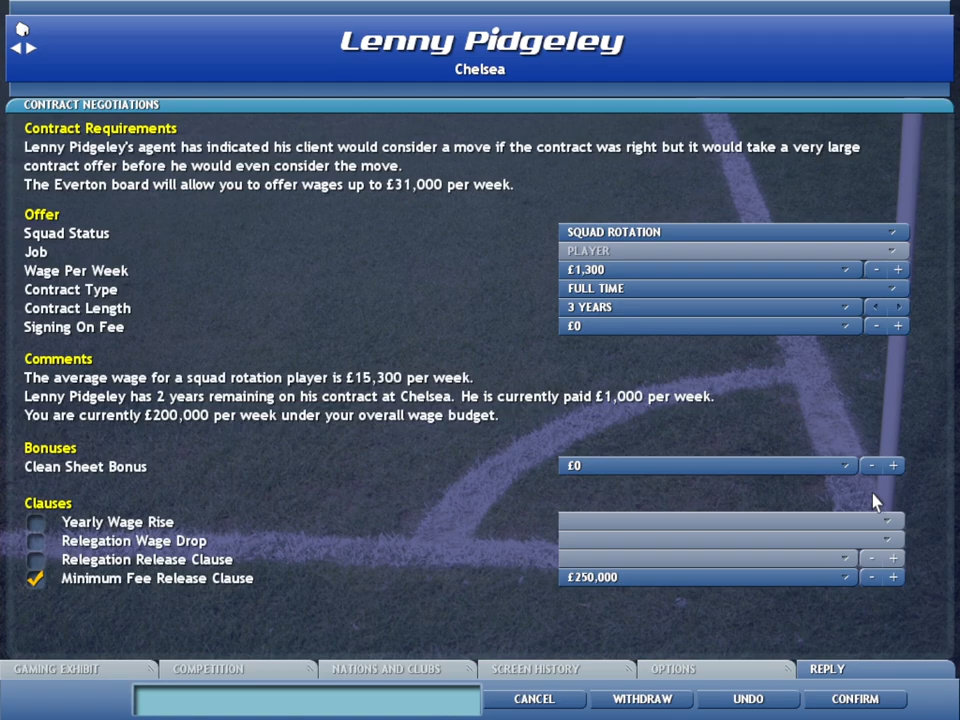 Lenny Pidgeley
Chelsea
CONTRACT NEGOTIATIONS
Contract Requirements
Lenny Pidgeley's agent has indicated his client would consider a move if the contract was right but it would take a very large
contract offer before he would even consider the move.
The Everton board will allow you to offer wages up to £31,000 per week.
Offer
Squad Status SQUAD ROTATION
Job PLAYER
Wage Per Week £1,300 - +
Contract Type FULL TIME
Contract Length 3 YEARS
Signing On Fee £0 - +
Comments
The average wage for a squad rotation player is £15,300 per week.
Lenny Pidgeley has 2 years remaining on his contract at Chelsea. He is currently paid £1,000 per week.
You are currently £200,000 per week under your overall wage budget.
Bonuses
Clean Sheet Bonus £0 - +
Clauses
Yearly Wage Rise
Relegation Wage Drop
Relegation Release Clause - +
Minimum Fee Release Clause £250,000 - +
GAMING EXHIBIT COMPETITION NATIONS AND CLUBS SCREEN HISTORY OPTIONS REPLY
CANCEL WITHDRAW UNDO CONFIRM